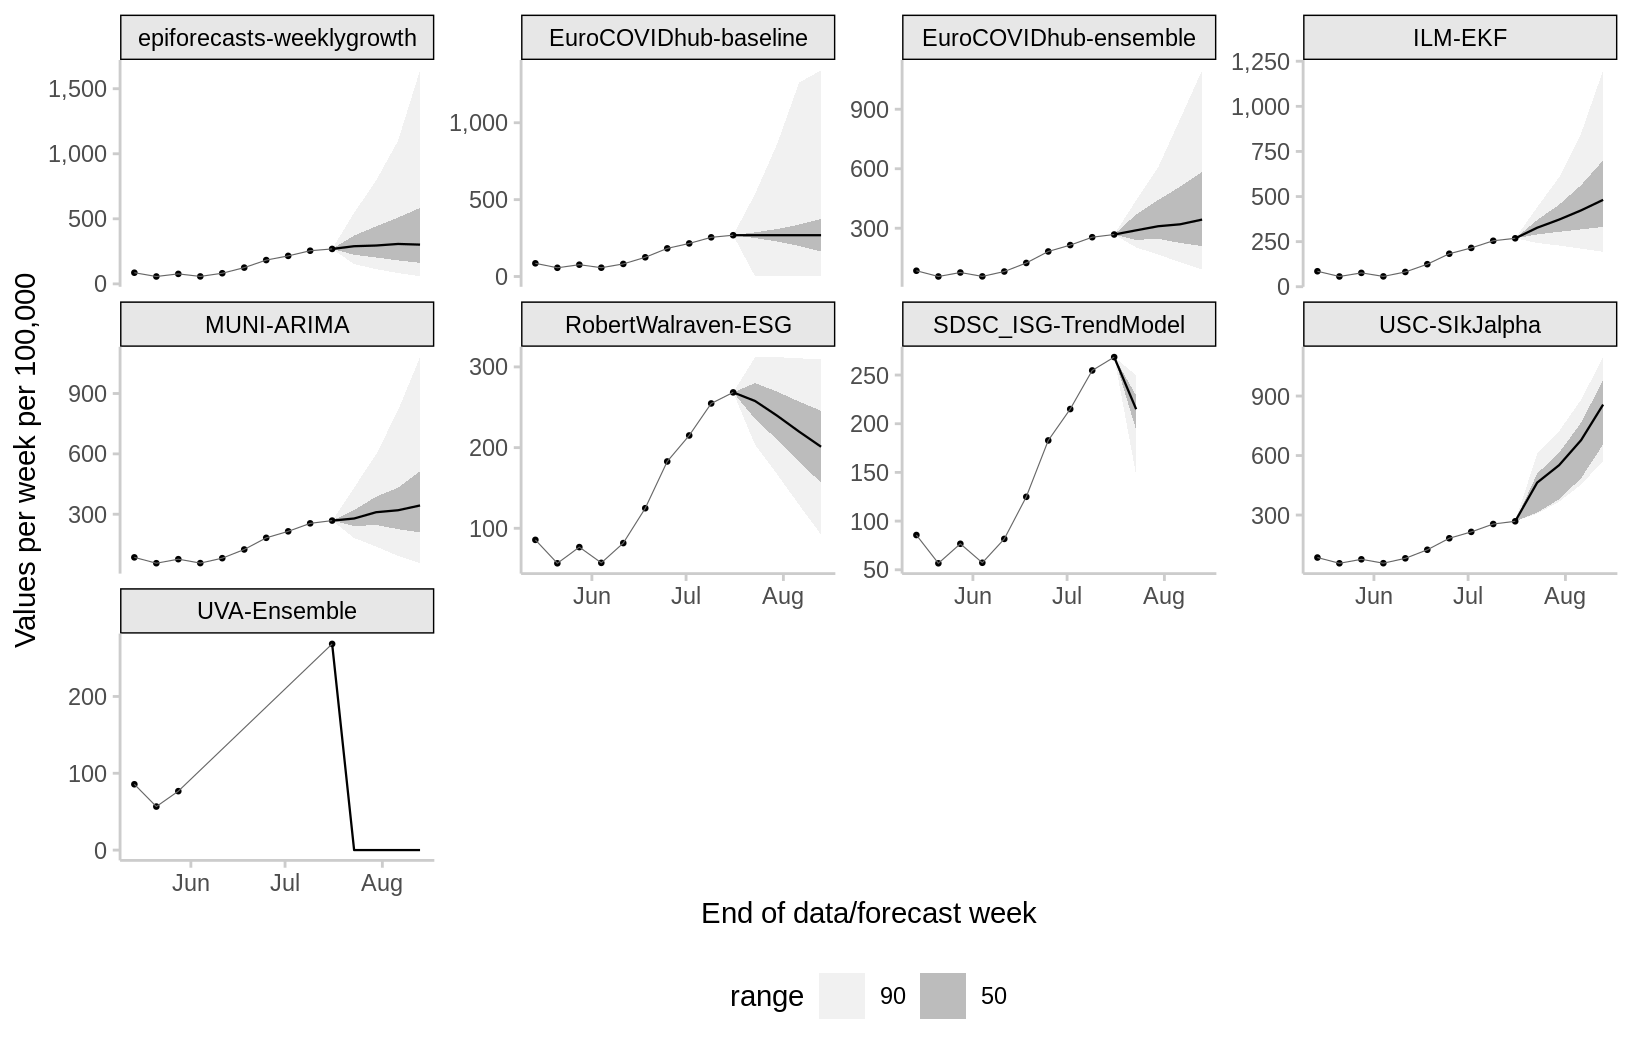 epiforecasts-weeklygrowth
EuroCOVIDhub-baseline
EuroCOVIDhub-ensemble
ILM-EKF
1,500
1,000
500
0
1,000
500
0
900
600
300
1,250
1,000
750
500
250
0
Values per week per 100,000
MUNI-ARIMA
RobertWalraven-ESG
SDSC_ISG-TrendModel
USC-SIkJalpha
900
600
300
300
200
100
Jun Jul Aug
250
200
150
100
50
Jun Jul Aug
900
600
300
Jun Jul Aug
UVA-Ensemble
200
100
0
Jun Jul Aug
End of data/forecast week
range 90 50